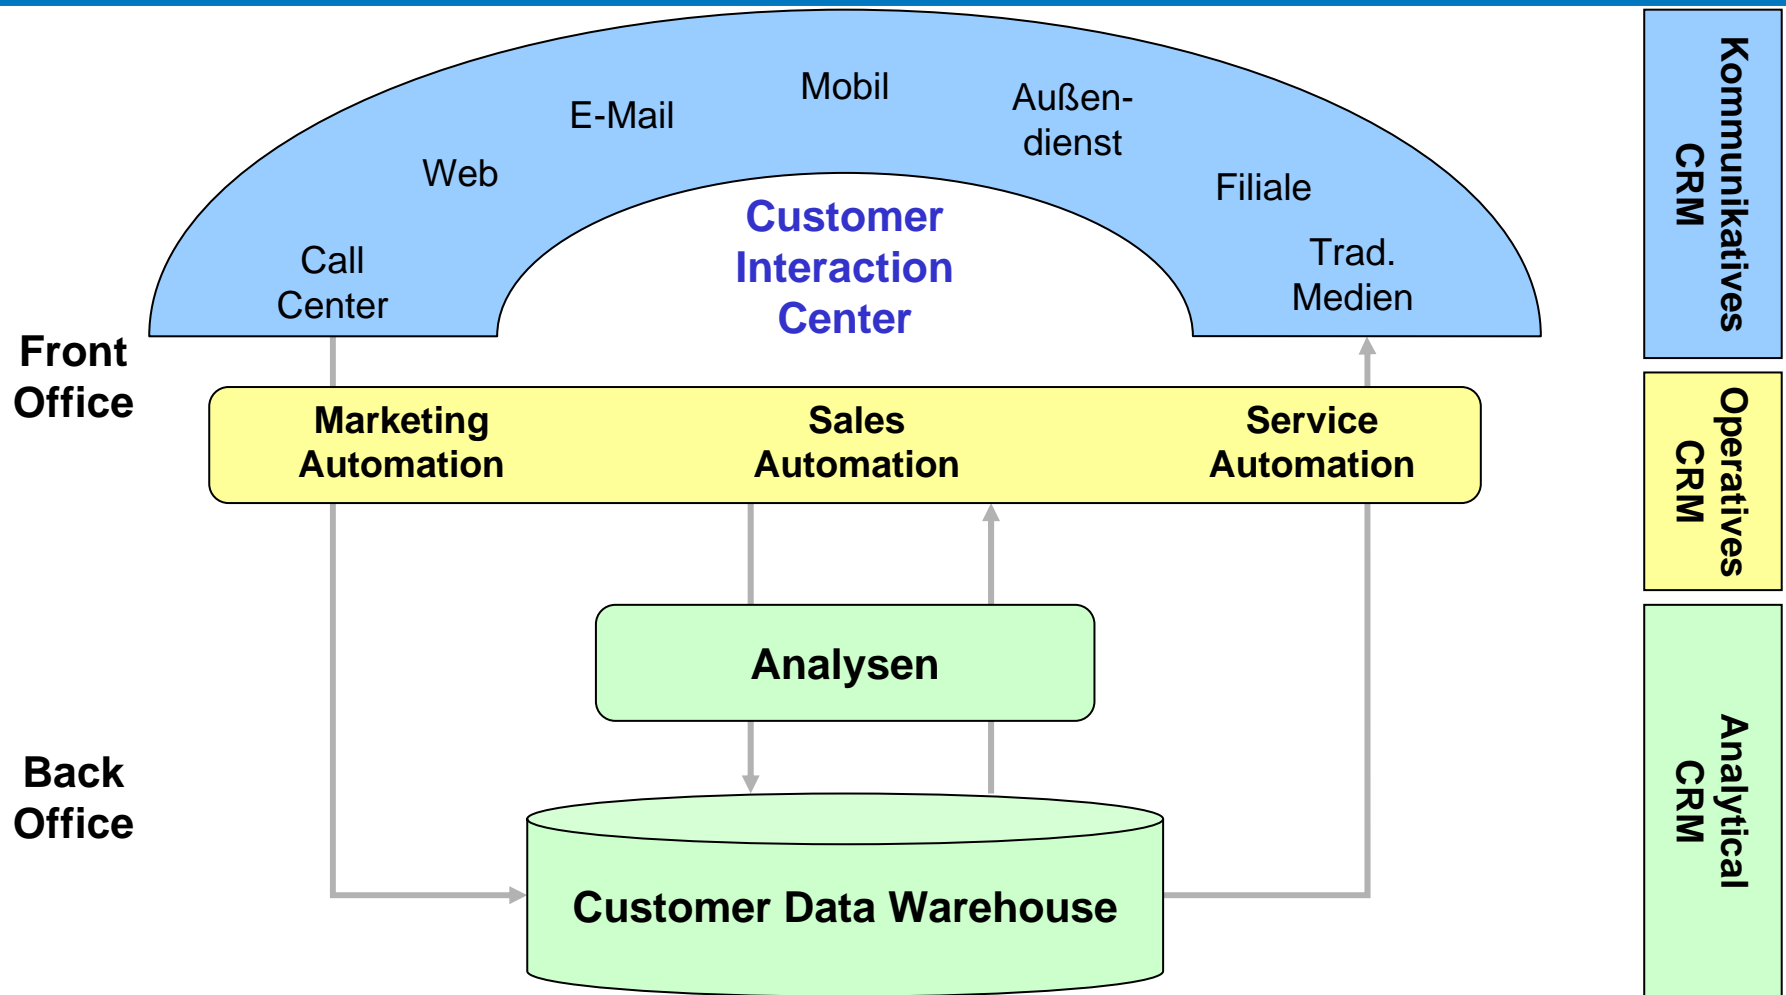 Mobil
E-Mail
Außen-
dienst
Web
Filiale
Call
Center
Trad.
Medien
Customer
Interaction
Center
Kommunikatives
CRM
Front
Office
Marketing
Automation
Sales
Automation
Service
Automation
Operatives
CRM
Analysen
Back
Office
Customer Data Warehouse
Analytical
CRM